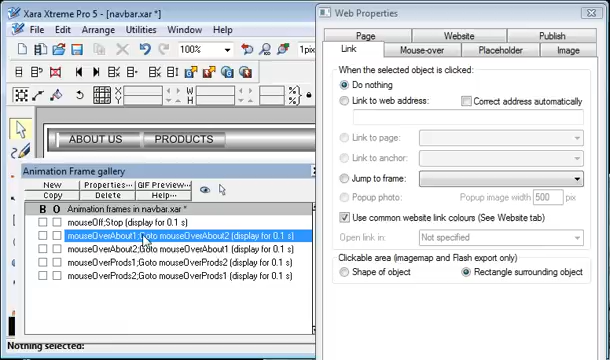 Xara Xtreme Pro 5 - [navbar.xar *]
File Edit Arrange Utilities Window
100%
1pix
ABOUT US PRODUCTS
Animation Frame gallery
New Properties... GIF Preview...
Copy Delete Help...
B O Animation frames in navbar.xar *
mouseOff;Stop (display for 0.1 s)
mouseOverAbout1;Goto mouseOverAbout2 (display for 0.1 s)
mouseOverAbout2;Goto mouseOverAbout1 (display for 0.1 s)
mouseOverProds1;Goto mouseOverProds2 (display for 0.1 s)
mouseOverProds2;Goto mouseOverProds1 (display for 0.1 s)
Nothing selected:
Web Properties
Page Website Publish
Link Mouse-over Placeholder Image
When the selected object is clicked:
Do nothing
Link to web address: Correct address automatically
Link to page:
Link to anchor:
Jump to frame:
Popup photo: Popup image width 500 pix
Use common website link colours (See Website tab)
Open link in: Not specified
Clickable area (imagemap and Flash export only)
Shape of object Rectangle surrounding object